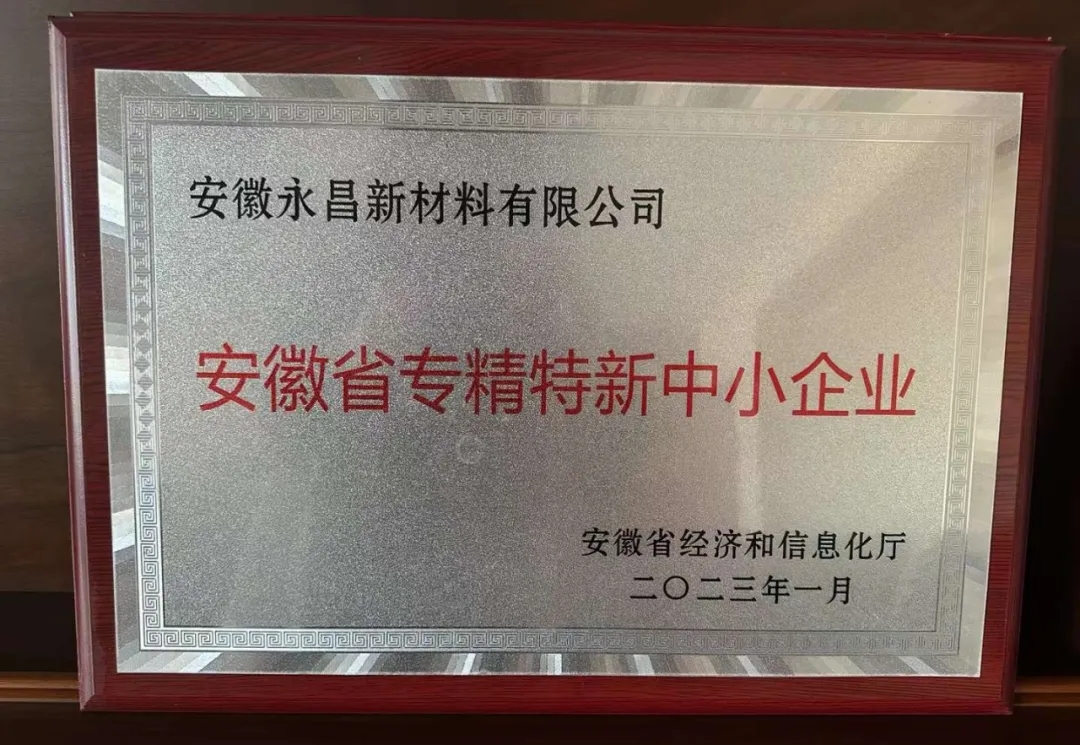 安徽永昌新材料有限公司
安徽省专精特新中小企业
安徽省经济和信息化厅
二〇二三年一月